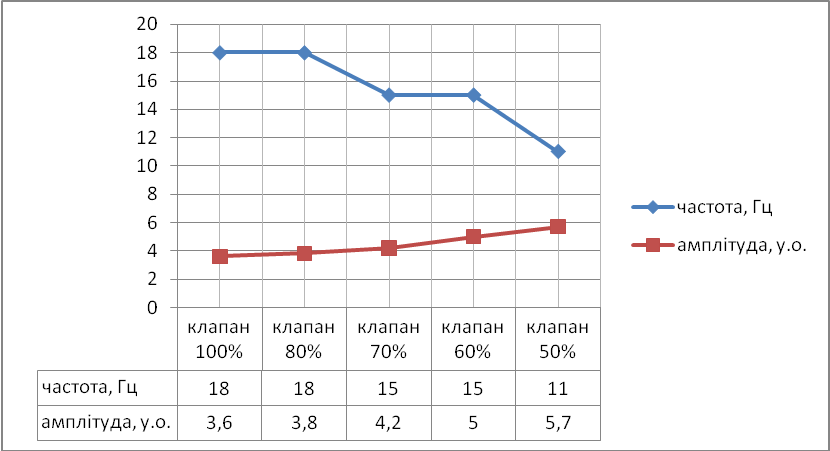 20
18
16
14
12
10
8
6
4
2
0
частота, Гц
амплітуда, у.о.
клапан 100% клапан 80% клапан 70% клапан 60% клапан 50%
частота, Гц 18 18 15 15 11
амплітуда, у.о. 3,6 3,8 4,2 5 5,7